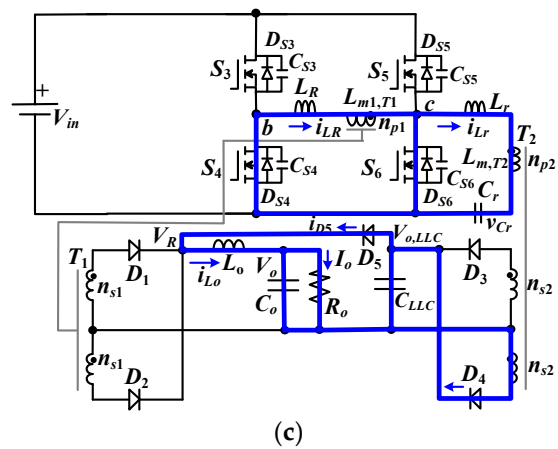 D_S3 D_S5
S_3 C_S3 S_5 C_S5
L_R L_m1,T1 c L_r
+ V_in
b i_LR n_p1 i_Lr T_2
L_m,T2 n_p2
S_4 C_S4 S_6 C_S6
D_S4 D_S6 C_r
i_D5 v_Cr
V_R V_o,LLC
T_1 D_1 i_Lo L_o V_o I_o D_5 D_3
n_s1 C_o R_o C_LLC n_s2
n_s1 n_s2
D_2 D_4
(c)